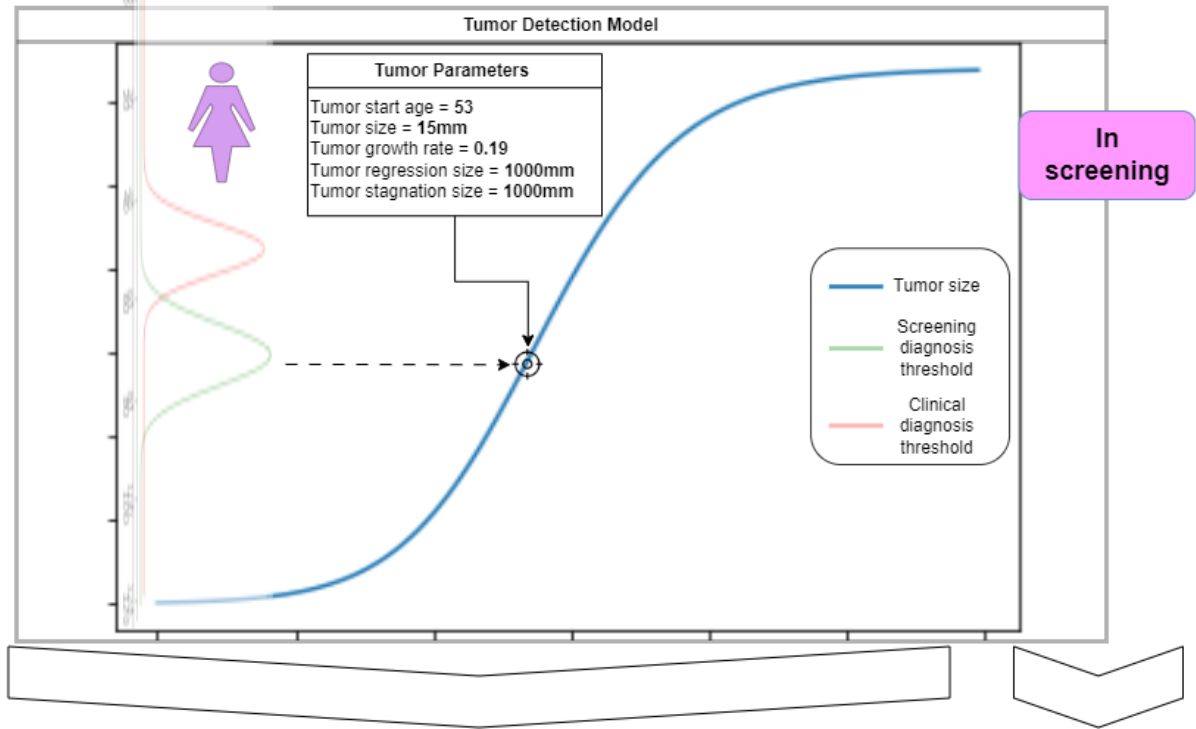 Tumor Detection Model
Tumor Parameters
Tumor start age = 53
Tumor size = 15mm
Tumor growth rate = 0.19
Tumor regression size = 1000mm
Tumor stagnation size = 1000mm
In
screening
Tumor size
Screening
diagnosis
threshold
Clinical
diagnosis
threshold